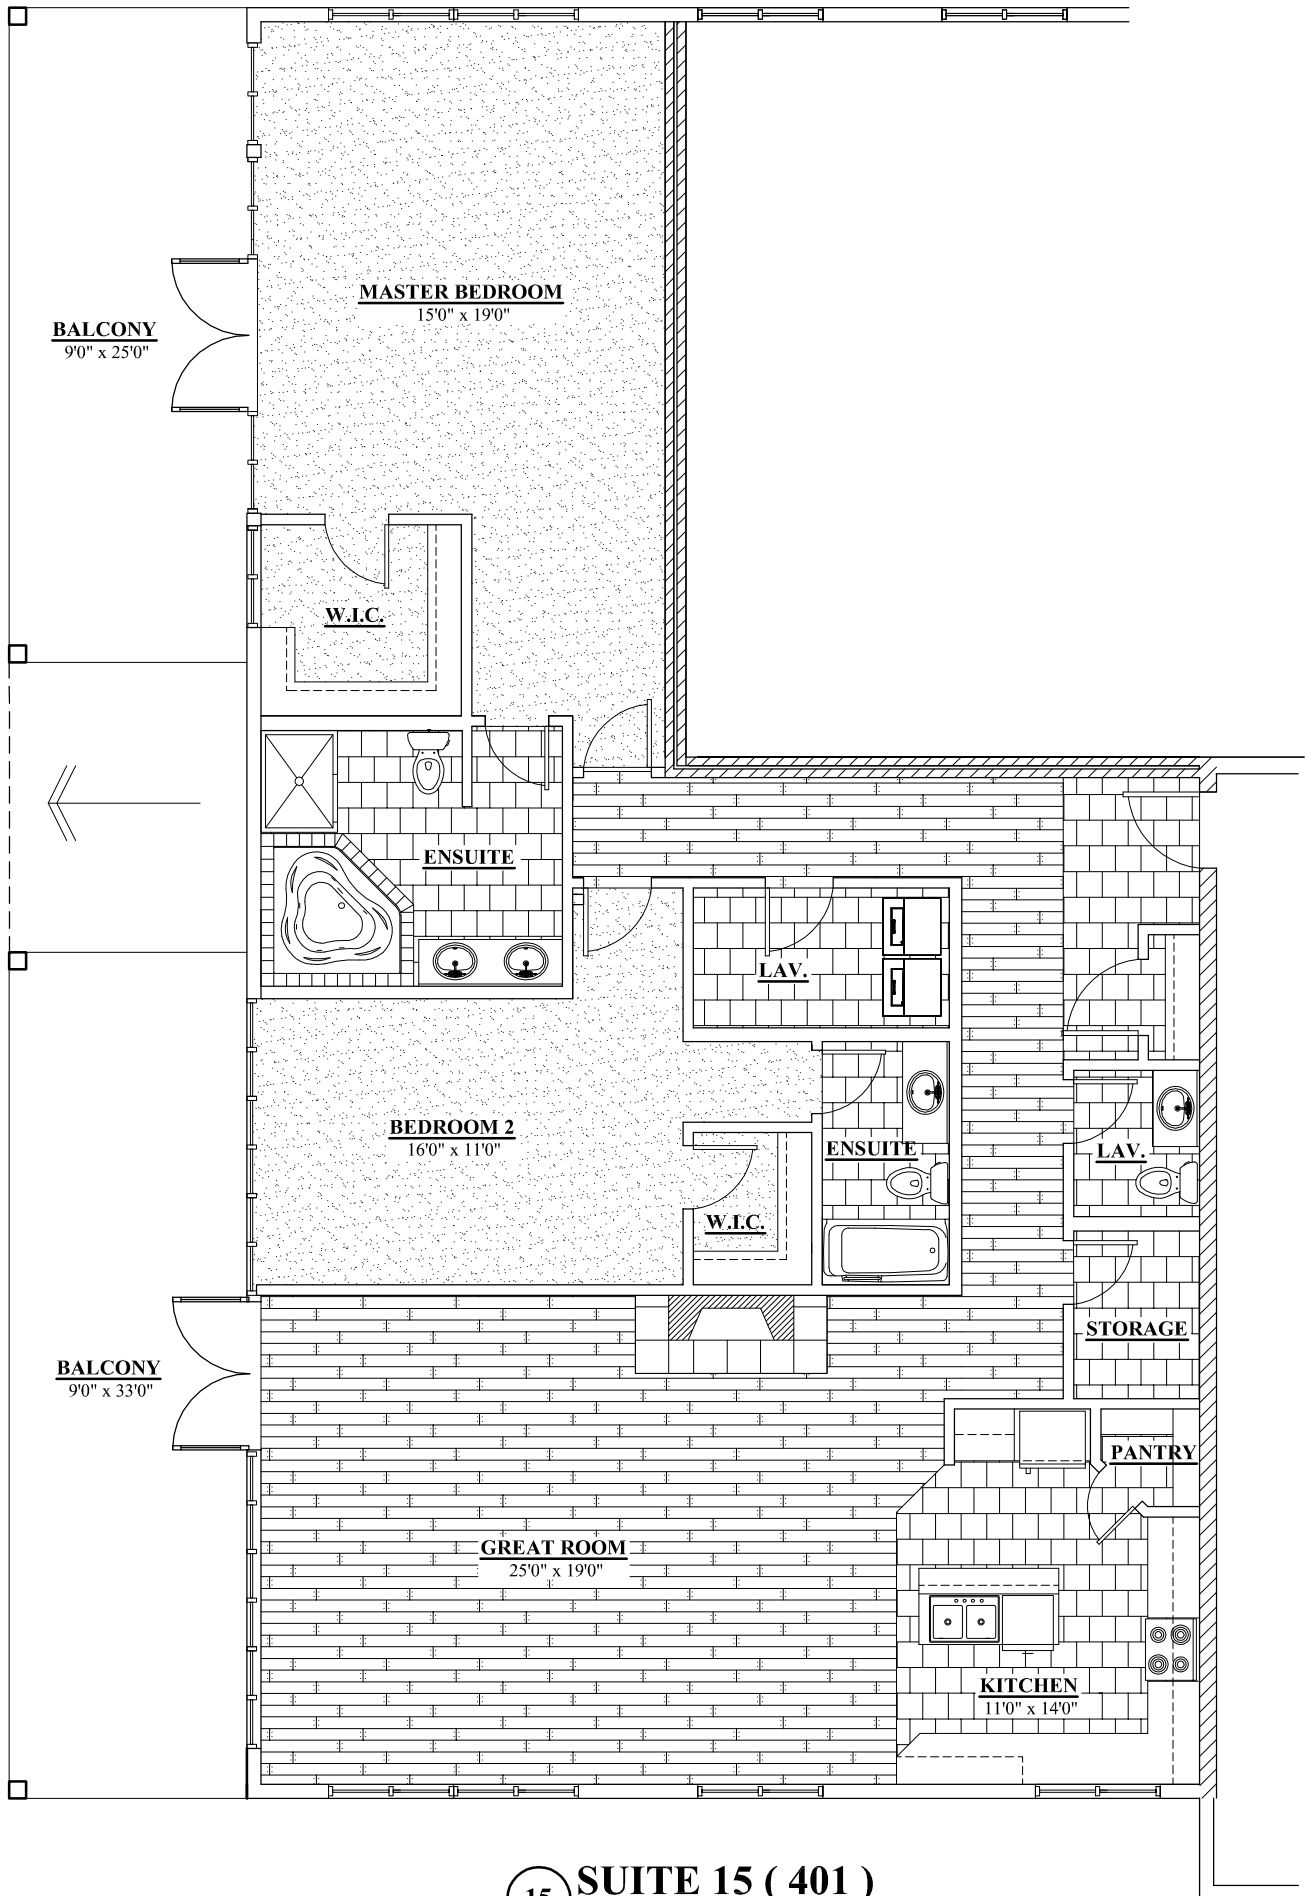 MASTER BEDROOM
15'0" x 19'0"
BALCONY
9'0" x 25'0"
W.I.C.
ENSUITE
LAV.
BEDROOM 2
16'0" x 11'0"
ENSUITE
LAV.
W.I.C.
STORAGE
BALCONY
9'0" x 33'0"
PANTRY
GREAT ROOM
25'0" x 19'0"
KITCHEN
11'0" x 14'0"
15
SUITE 15 ( 401 )